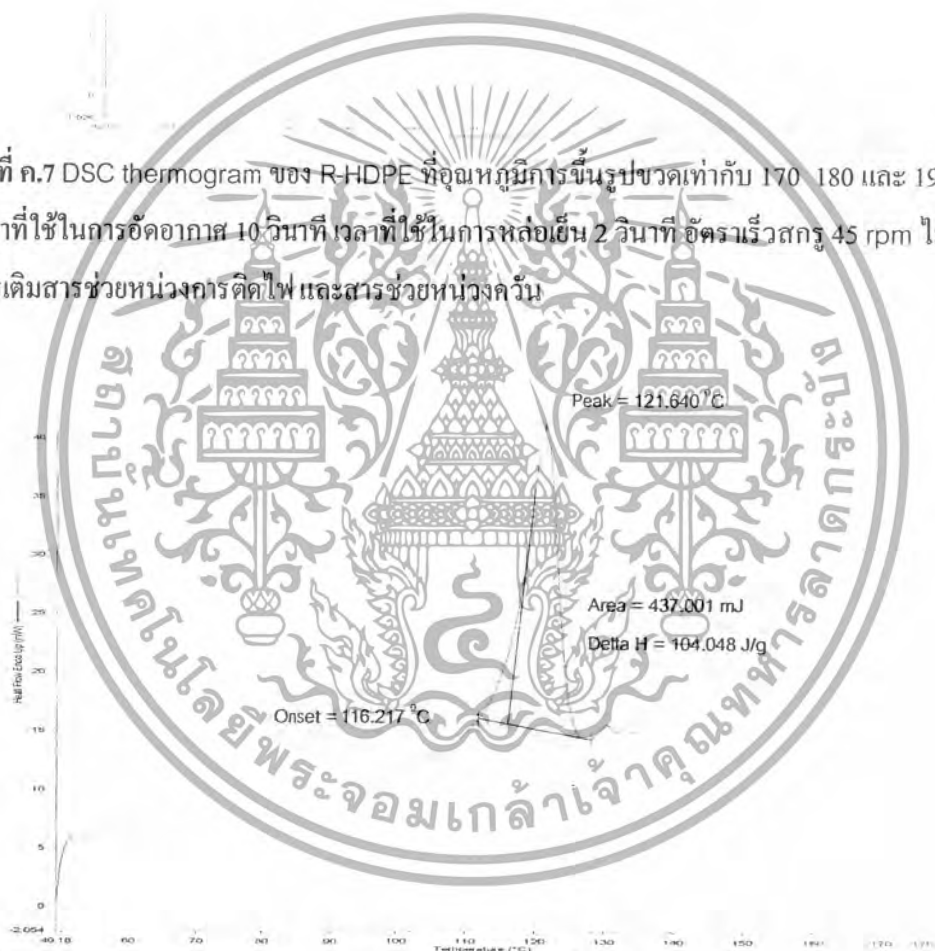 ที่ ค.7 DSC thermogram ของ R-HDPE ที่อุณหภูมิการขึ้นรูปขวดเท่ากับ 170 180 และ 19
าที่ใช้ในการอัดอากาศ 10 วินาที เวลาที่ใช้ในการหล่อเย็น 2 วินาที อัตราเร็วสกรู 45 rpm ไ
รเติมสารช่วยหน่วงการติดไฟ และสารช่วยหน่วงควัน
Peak = 121.640 °C
40
35
30
25
20
15
10
5
0
-2.054
Heat Flow Endo Up (mW)
Area = 437.001 mJ
Delta H = 104.048 J/g
Onset = 116.217 °C
40.16 60 70 80 90 100 110 120 130 140 150 160 170
Temperature (°C)
สถาบันเทคโนโลยีพระจอมเกล้าเจ้าคุณทหารลาดกระบัง